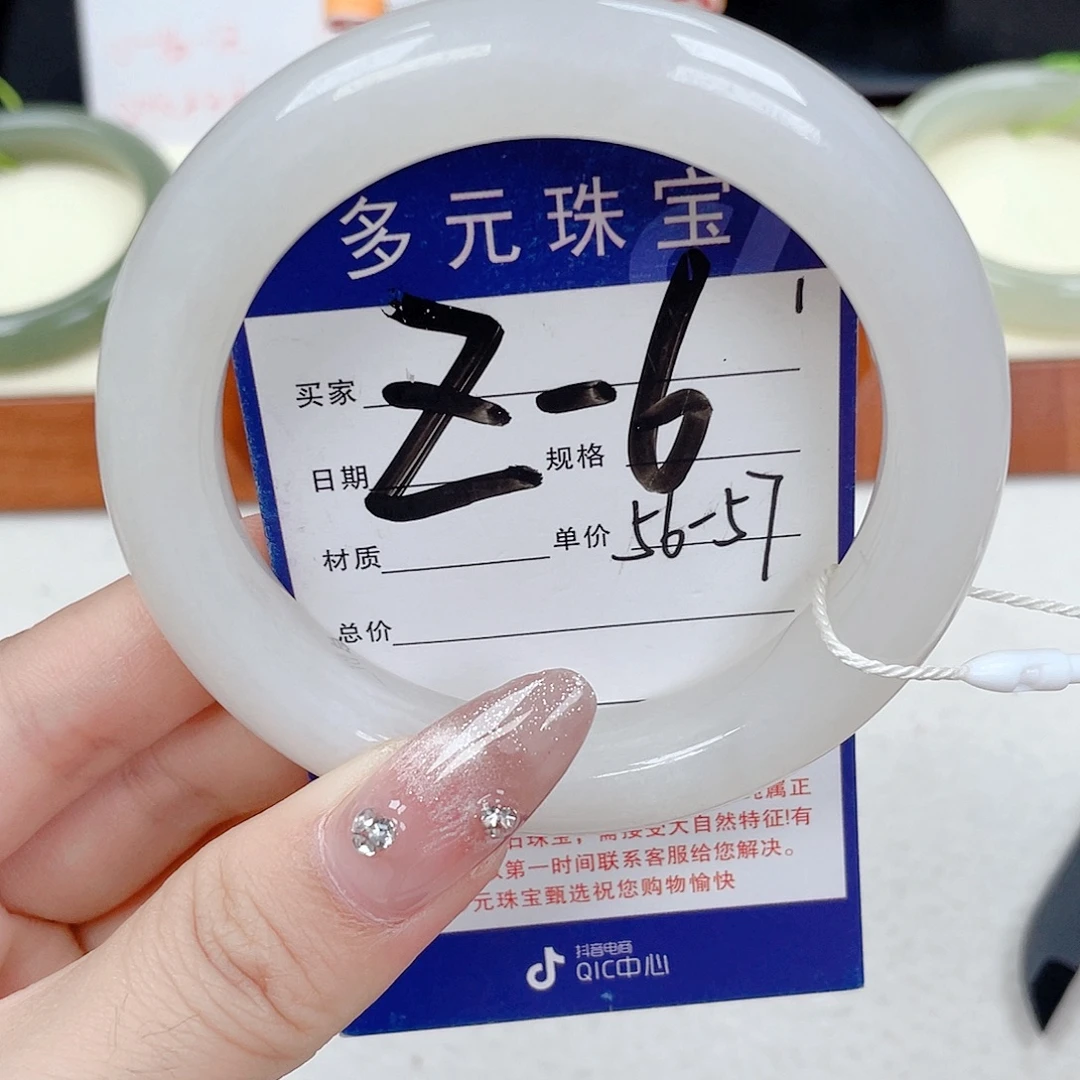 多元珠宝
Z-6
买家
日期 规格
56-57
材质 单价
总价
属正
珠宝，需接受大自然特征！有
第一时间联系客服给您解决。
元珠宝甄选祝您购物愉快
抖音电商
QIC中心